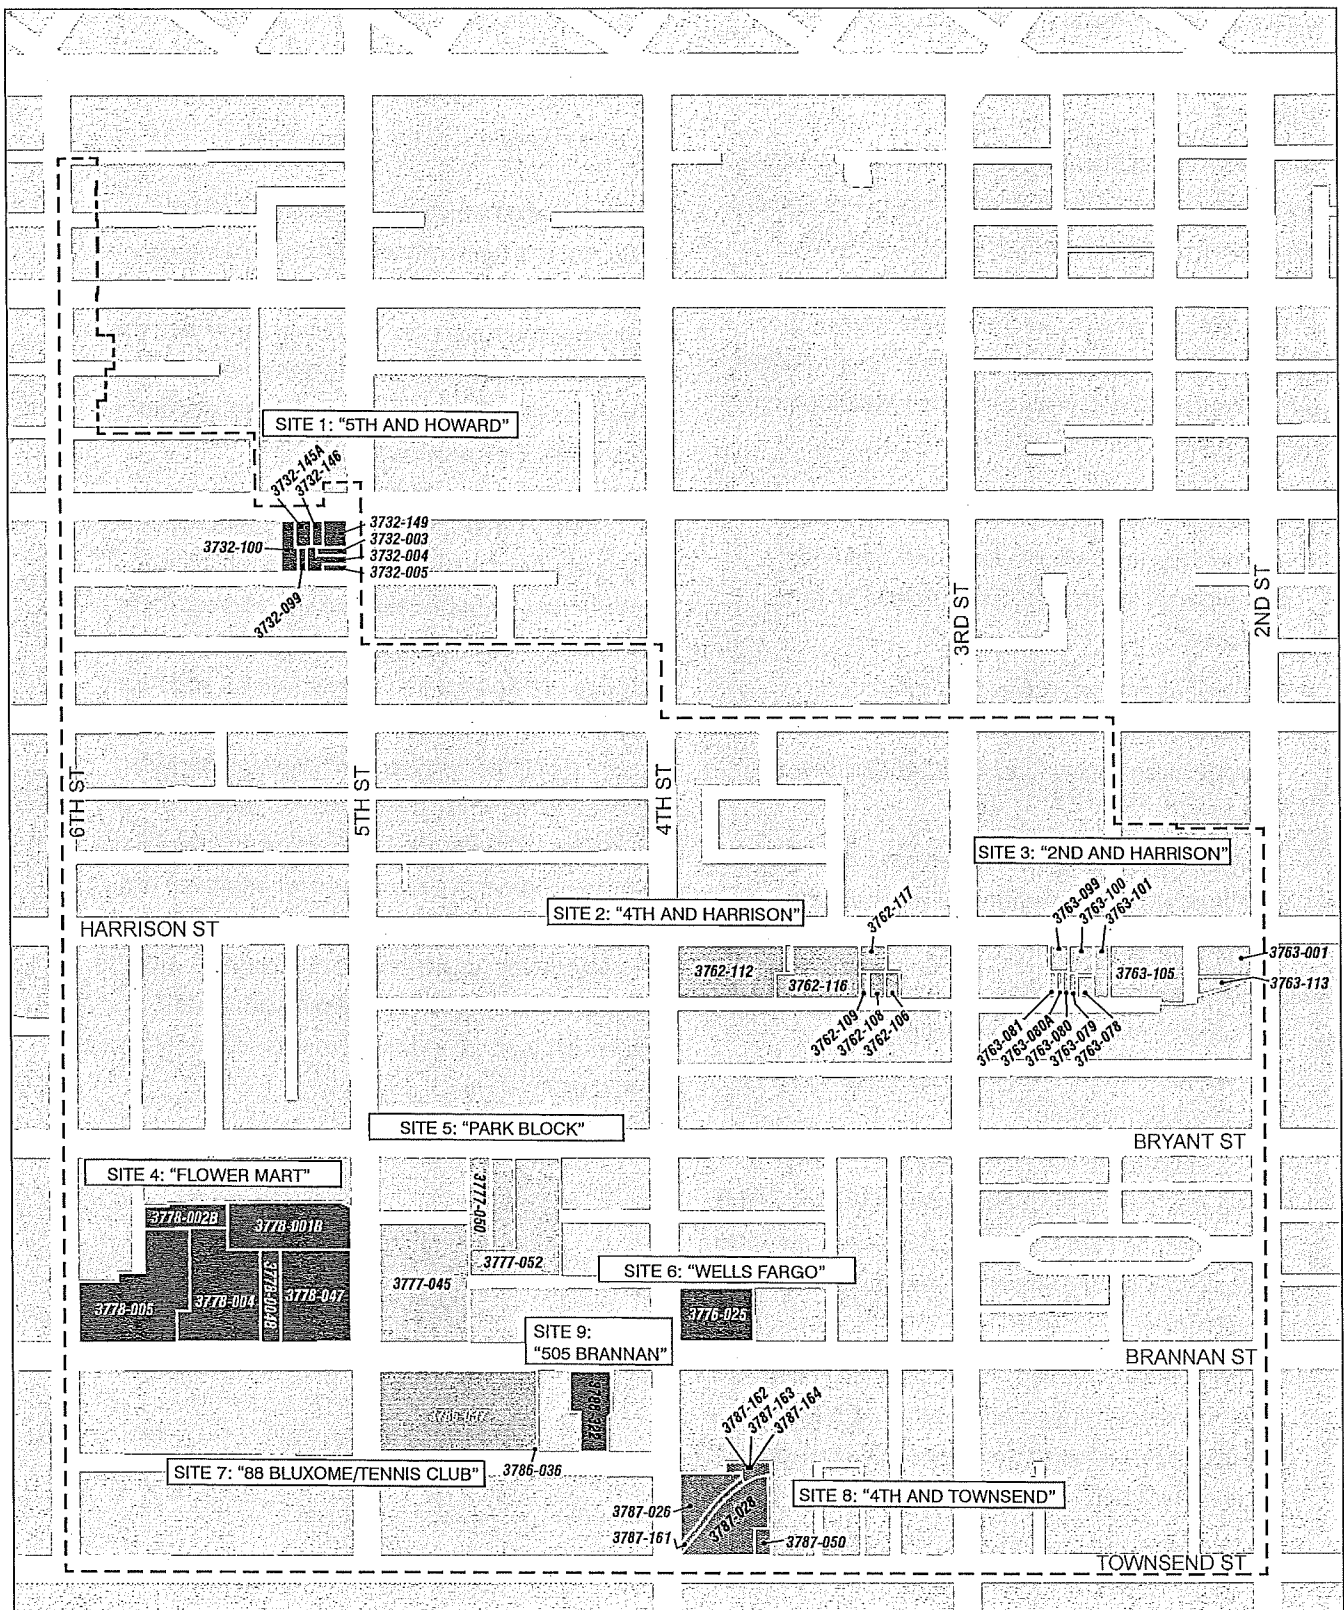 SITE 1: "5TH AND HOWARD"
3732-145A
3732-146
3732-149
3732-003
3732-100
3732-004
3732-005
3732-099
3RD ST
2ND ST
6TH ST
5TH ST
4TH ST
SITE 3: "2ND AND HARRISON"
SITE 2: "4TH AND HARRISON"
HARRISON ST
3762-117
3763-099
3763-100
3763-101
3762-112
3762-116
3763-105
3763-001
3763-113
3762-109
3762-108
3762-106
3763-081
3763-080A
3763-080
3763-079
3763-078
SITE 5: "PARK BLOCK"
BRYANT ST
SITE 4: "FLOWER MART"
3778-002B
3778-001B
3777-050
3777-052
3777-045
SITE 6: "WELLS FARGO"
3778-005
3778-004
3778-004B
3778-047
3776-025
SITE 9:
"505 BRANNAN"
BRANNAN ST
3786-037
3786-322
3787-162
3787-163
3787-164
SITE 7: "88 BLUXOME/TENNIS CLUB"
3786-036
SITE 8: "4TH AND TOWNSEND"
3787-026
3787-028
3787-161
3787-050
TOWNSEND ST